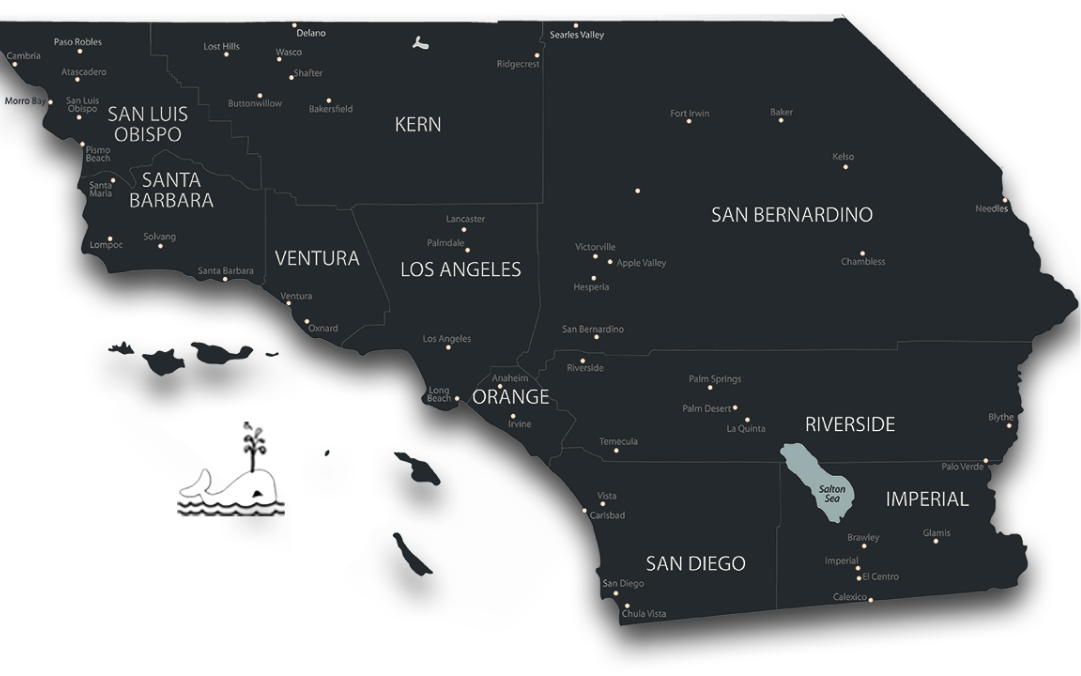 Delano
Searles Valley
Paso Robles
Lost Hills
Wasco
Cambria
Ridgecrest
Atascadero
Shafter
Morro Bay
San Luis
Obispo
Buttonwillow
Bakersfield
Fort Irwin
Baker
SAN LUIS
OBISPO
KERN
Pismo
Beach
Kelso
SANTA
BARBARA
Santa
Maria
Needles
SAN BERNARDINO
Lancaster
Lompoc
Solvang
Palmdale
Victorville
VENTURA
LOS ANGELES
Apple Valley
Chambless
Santa Barbara
Hesperia
Ventura
Oxnard
San Bernardino
Los Angeles
Riverside
Anaheim
Palm Springs
Long
Beach
ORANGE
Palm Desert
Irvine
La Quinta
RIVERSIDE
Blythe
Temecula
Palo Verde
Salton
Sea
Vista
IMPERIAL
Carlsbad
Brawley
Glamis
SAN DIEGO
Imperial
El Centro
San Diego
Calexico
Chula Vista